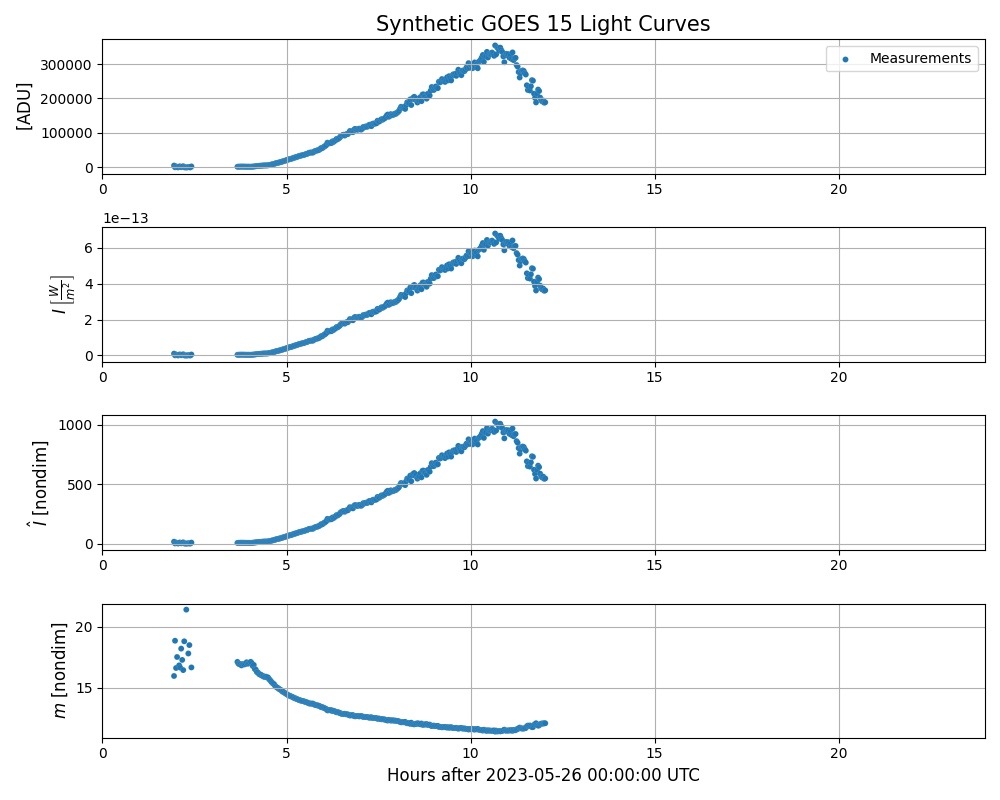 Synthetic GOES 15 Light Curves
[ADU]
300000
200000
100000
0
Measurements
0 5 10 15 20
1e−13
I [W/m²]
6
4
2
0
0 5 10 15 20
Î [nondim]
1000
500
0
0 5 10 15 20
m [nondim]
20
15
0 5 10 15 20
Hours after 2023-05-26 00:00:00 UTC